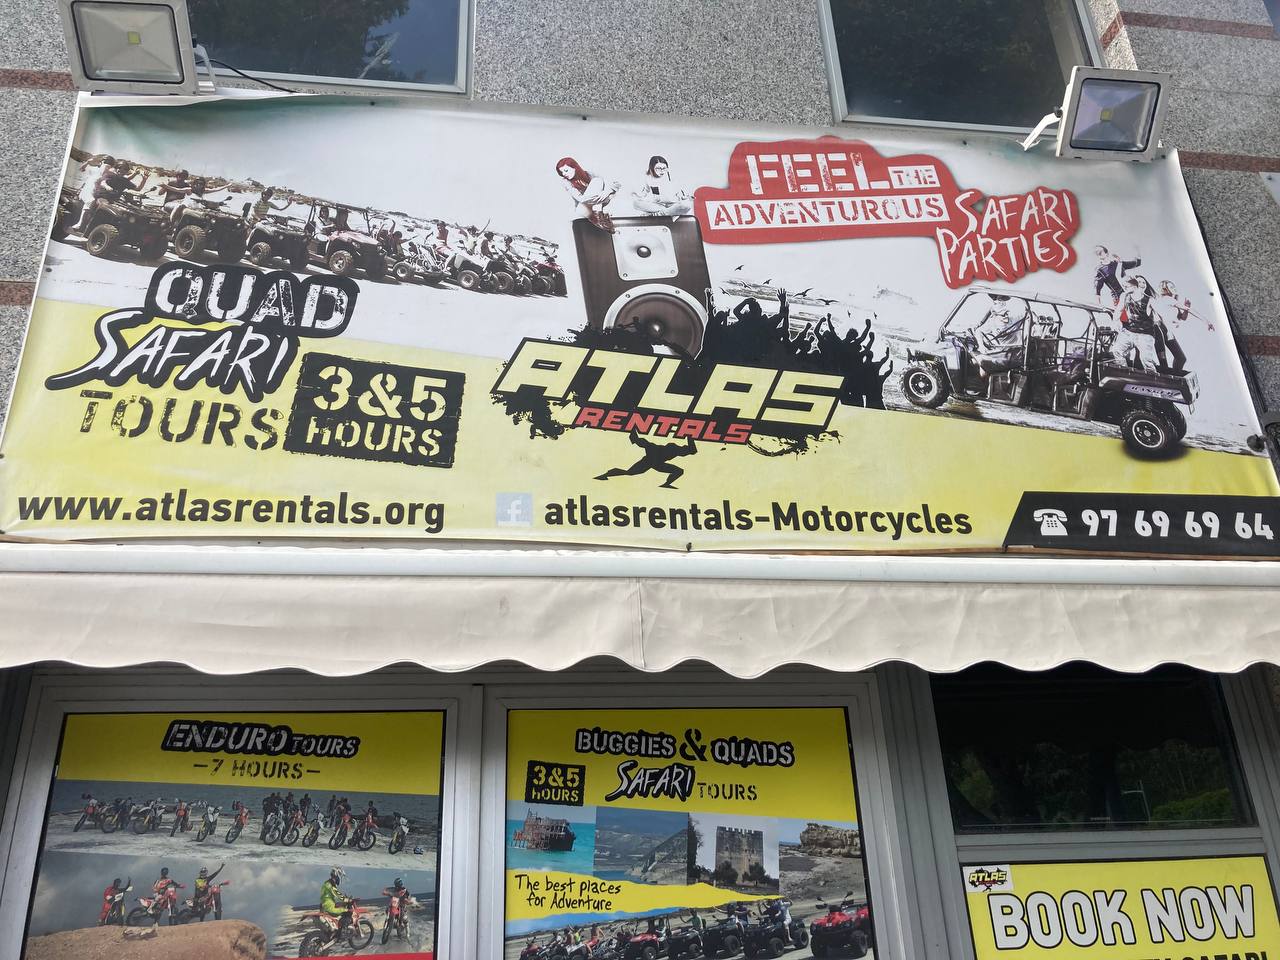 FEEL THE
ADVENTUROUS
SAFARI
PARTIES
QUAD
SAFARI
TOURS
3&5
HOURS
ATLAS
RENTALS
www.atlasrentals.org
f atlasrentals-Motorcycles
97 69 69 64
ENDURO TOURS
-7 HOURS-
BUGGIES & QUADS
3&5
HOURS
SAFARI TOURS
The best places
for Adventure
ATLAS
BOOK NOW
SAFARI